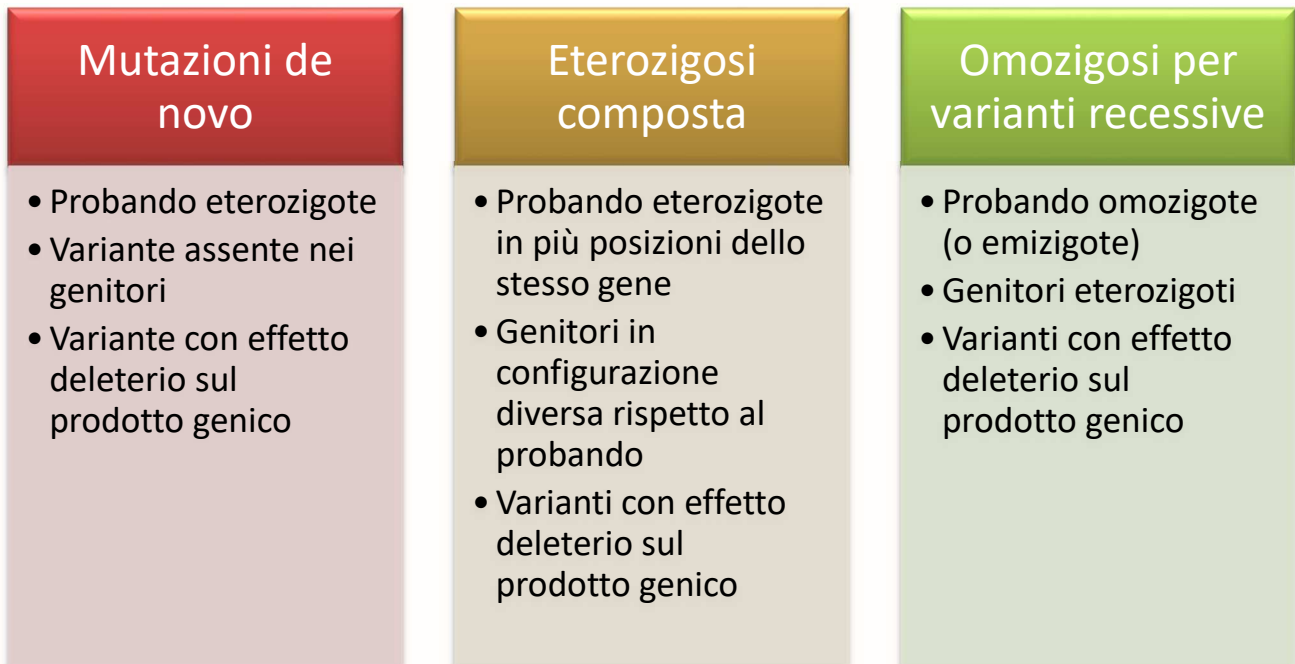 Mutazioni de
novo
• Probando eterozigote
• Variante assente nei
genitori
• Variante con effetto
deleterio sul
prodotto genico
Eterozigosi
composta
• Probando eterozigote
in più posizioni dello
stesso gene
• Genitori in
configurazione
diversa rispetto al
probando
• Varianti con effetto
deleterio sul
prodotto genico
Omozigosi per
varianti recessive
• Probando omozigote
(o emizigote)
• Genitori eterozigoti
• Varianti con effetto
deleterio sul
prodotto genico